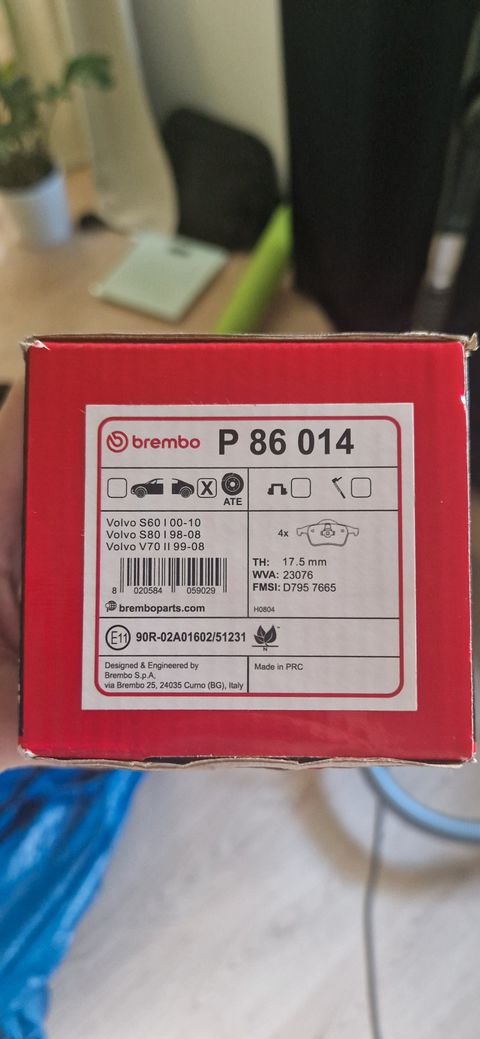 brembo P 86 014
X
ATE
Volvo S60 I 00-10
Volvo S80 I 98-08
Volvo V70 II 99-08
8 020584 059029
bremboparts.com
4x
TH: 17.5 mm
WVA: 23076
FMSI: D795 7665
H0804
E11 90R-02A01602/51231
N
Designed & Engineered by
Brembo S.p.A,
via Brembo 25, 24035 Curno (BG), Italy
Made in PRC